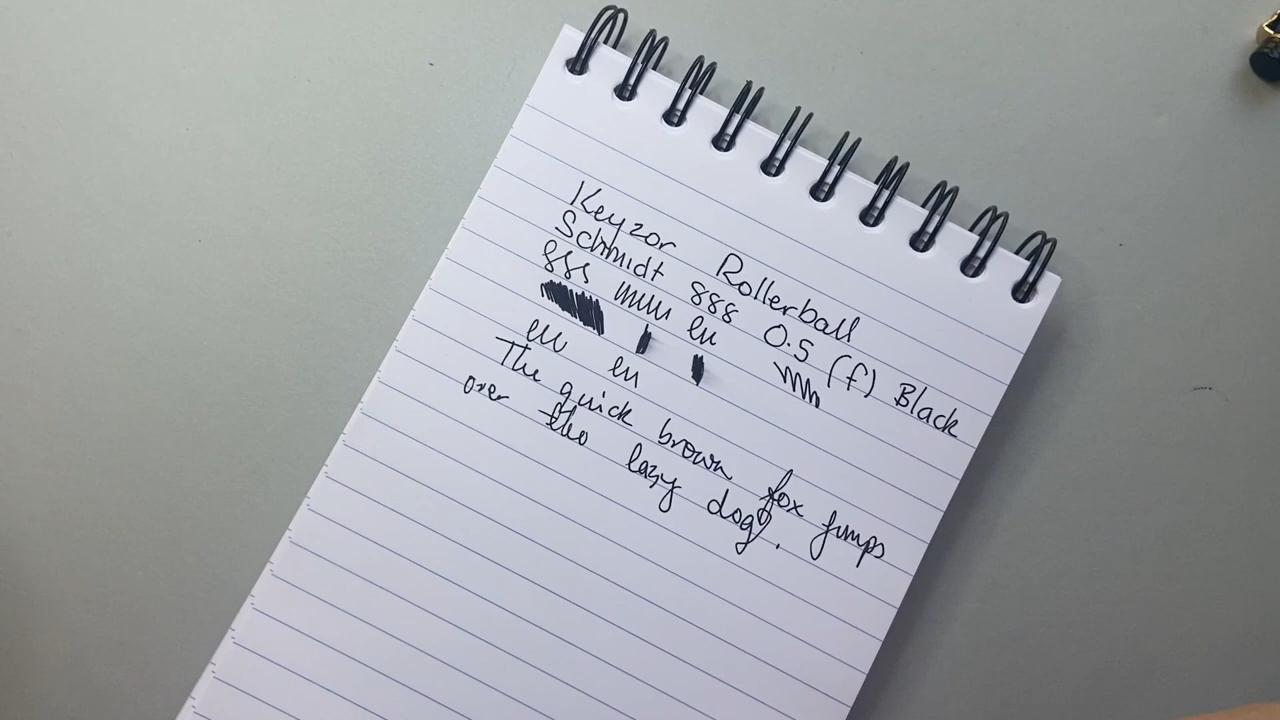 Keyzor Rollerball
Schmidt 888 0.5 (f) Black
888
The quick brown fox jumps
over the lazy dog.